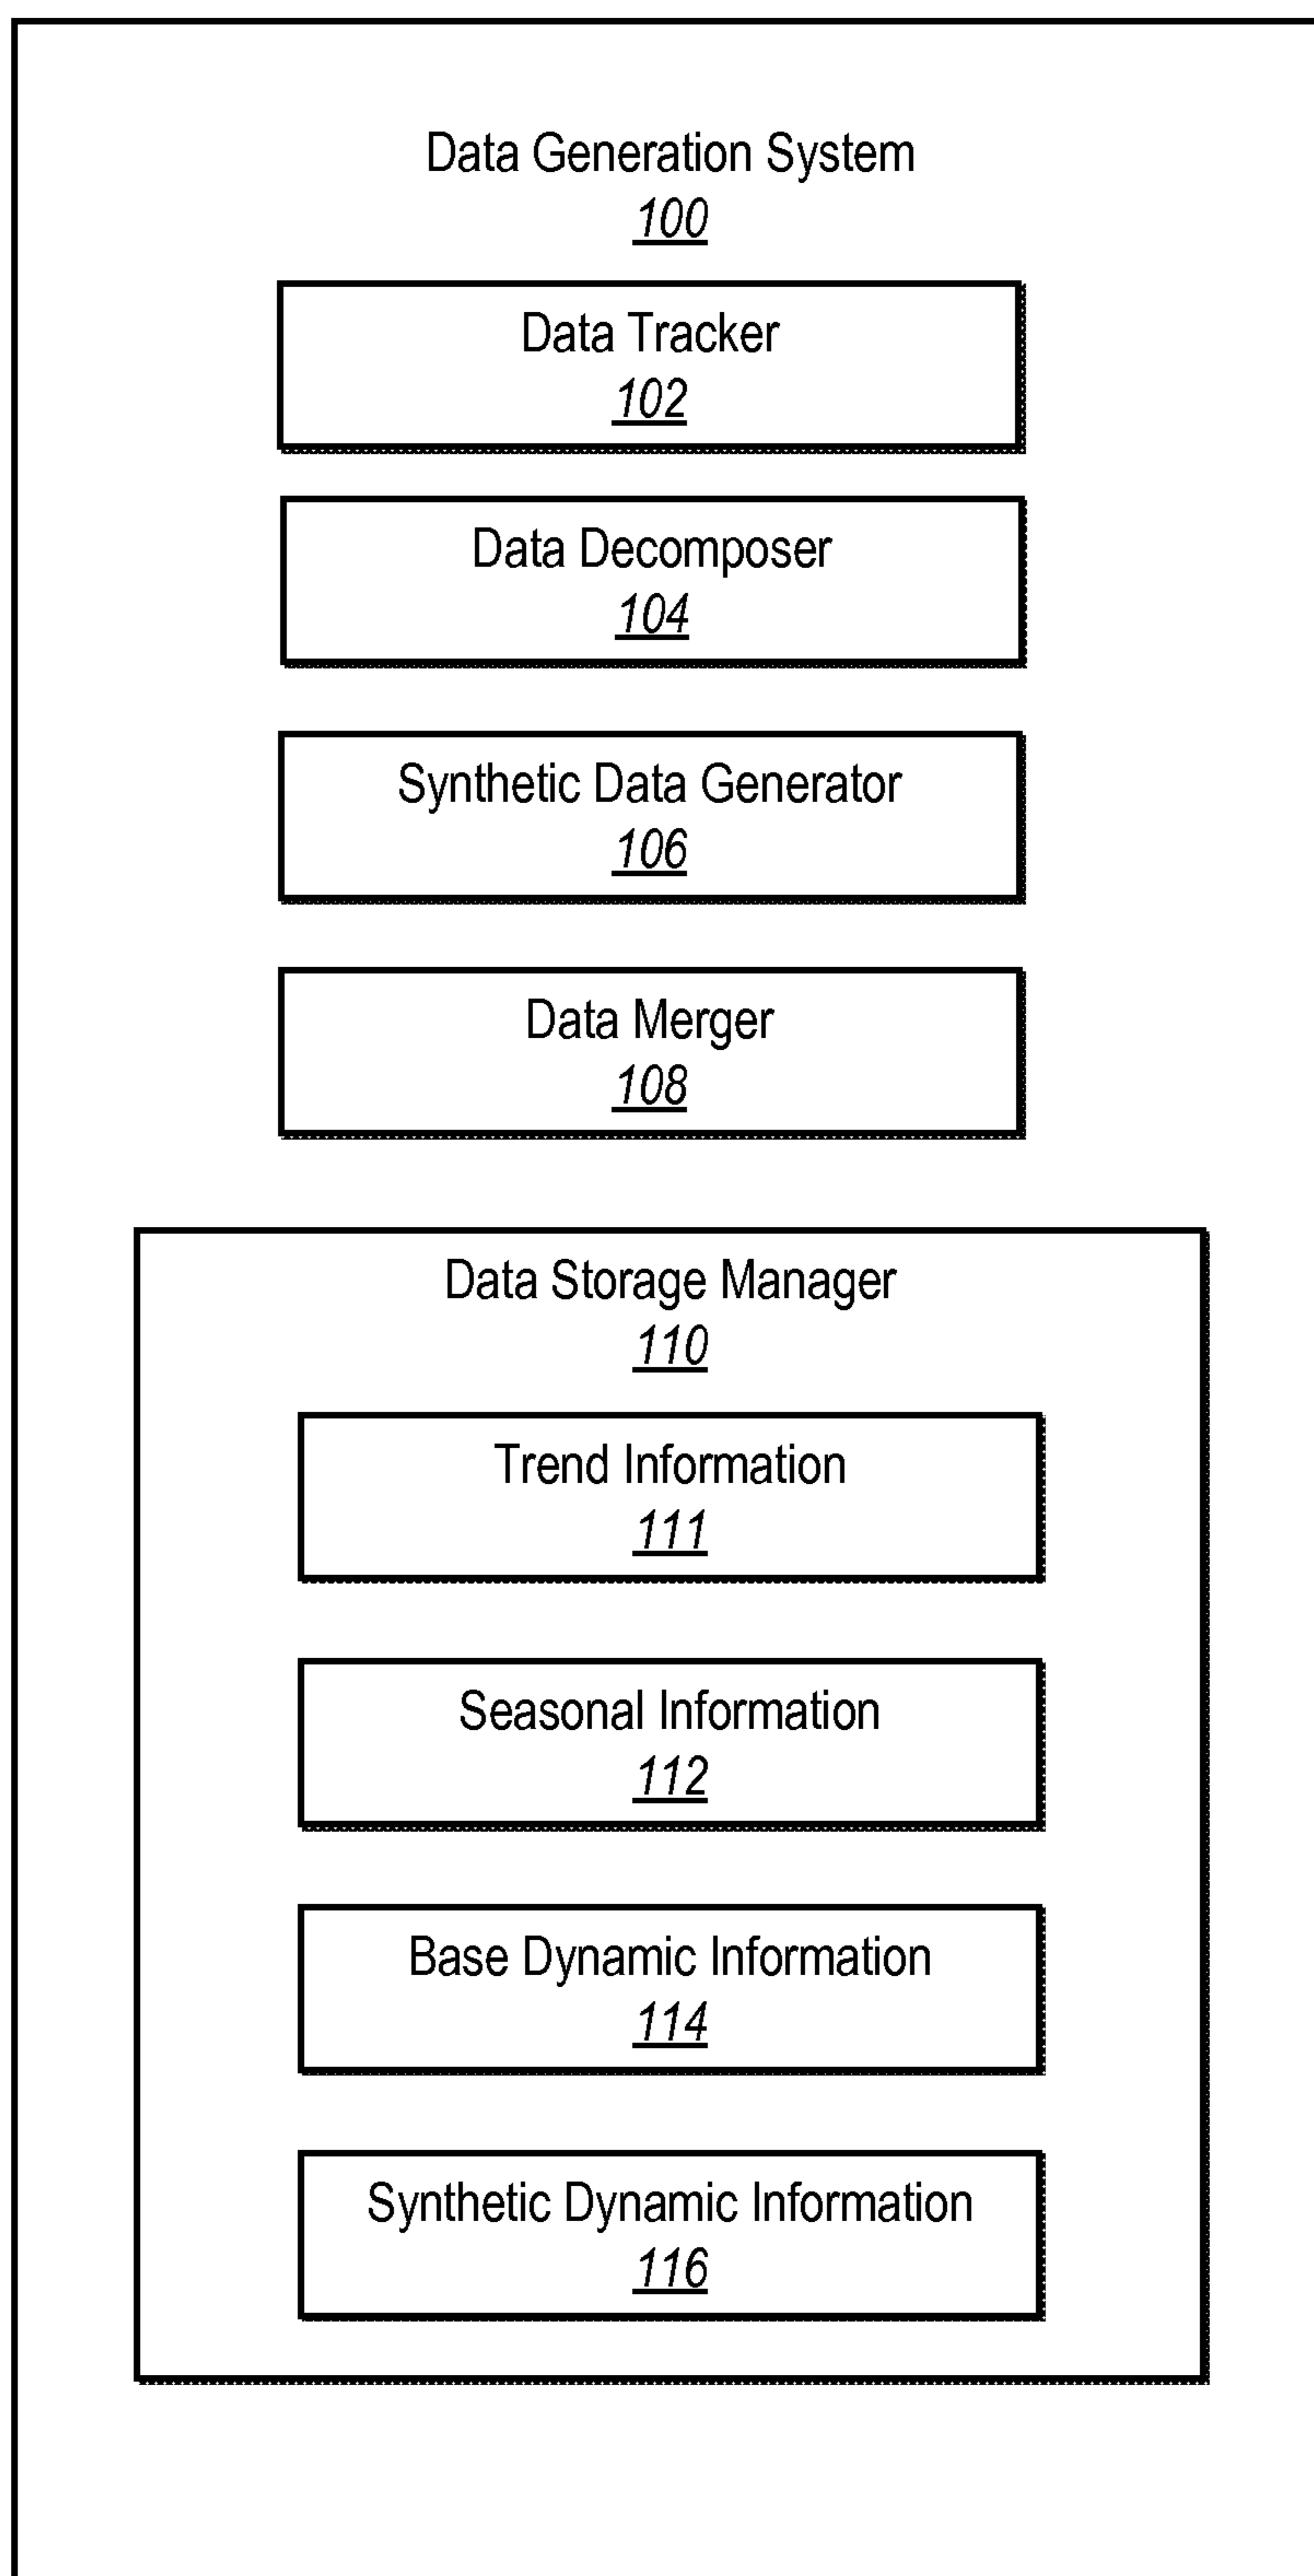 Data Generation System
100
Data Tracker
102
Data Decomposer
104
Synthetic Data Generator
106
Data Merger
108
Data Storage Manager
110
Trend Information
111
Seasonal Information
112
Base Dynamic Information
114
Synthetic Dynamic Information
116